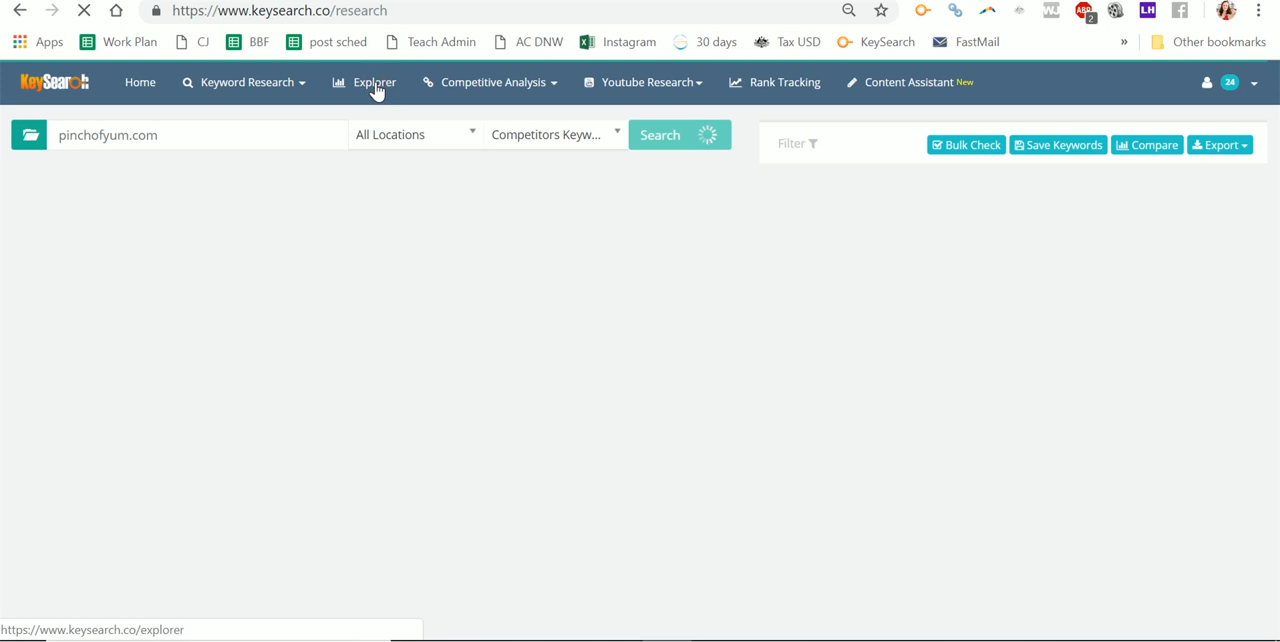 https://www.keysearch.co/research
Apps Work Plan CJ BBF post sched Teach Admin AC DNW Instagram 30 days Tax USD KeySearch FastMail » Other bookmarks
KeySearch Home Keyword Research Explorer Competitive Analysis Youtube Research Rank Tracking Content Assistant New 24
pinchofyum.com All Locations Competitors Keyw... Search Filter Bulk Check Save Keywords Compare Export
https://www.keysearch.co/explorer